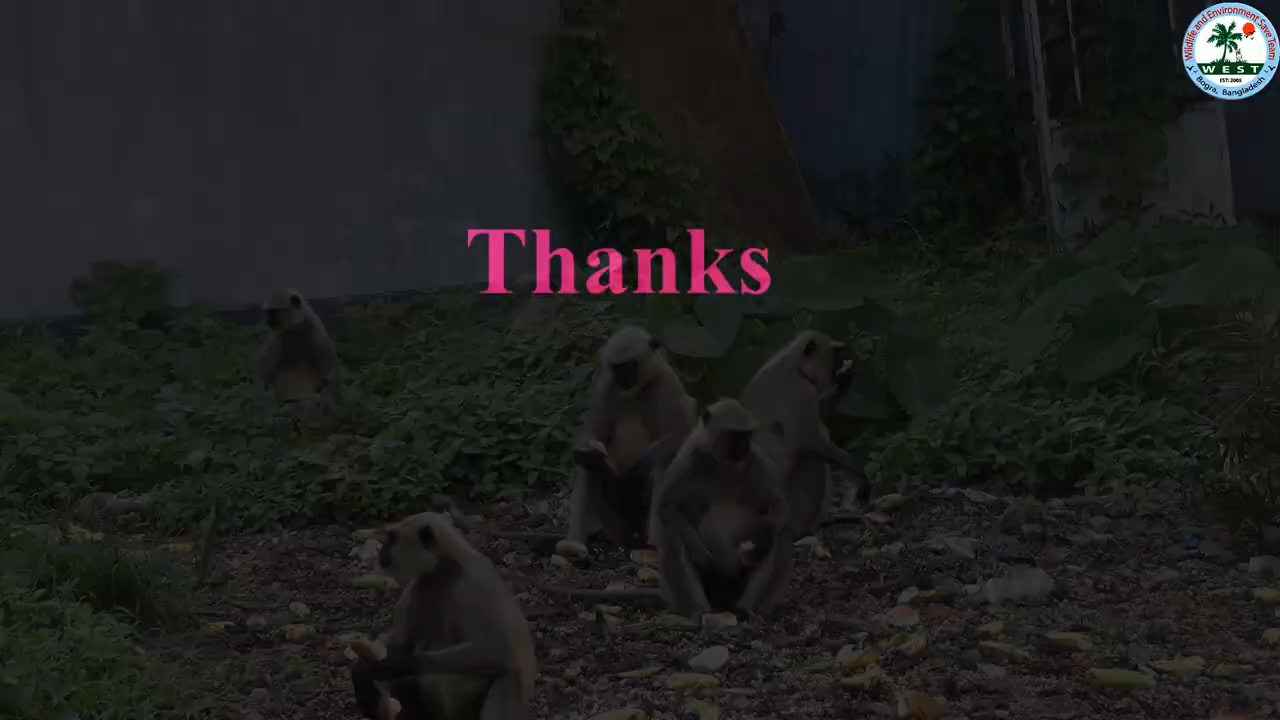 Thanks
Wildlife and Environment Save Team
WEST
EST: 2005
Bogra, Bangladesh